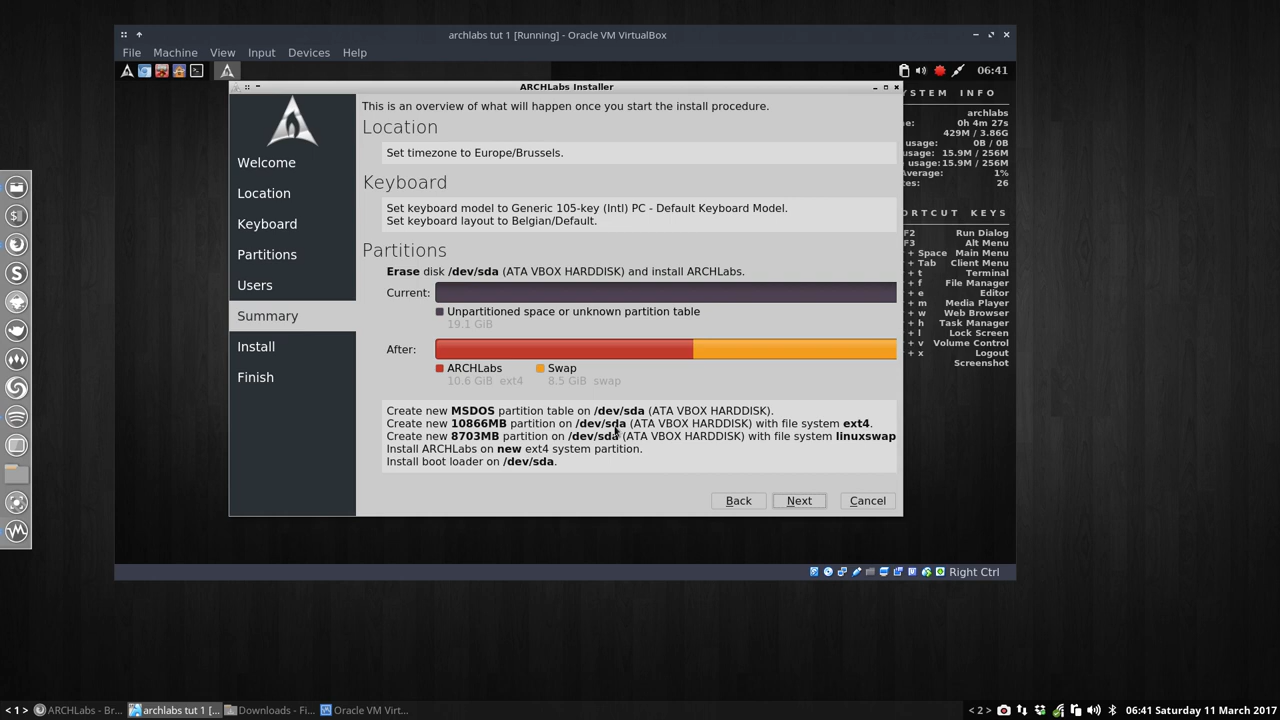 archlabs tut 1 [Running] - Oracle VM VirtualBox
File Machine View Input Devices Help
06:41
ARCHLabs Installer
This is an overview of what will happen once you start the install procedure.
Location
Set timezone to Europe/Brussels.
Keyboard
Set keyboard model to Generic 105-key (Intl) PC - Default Keyboard Model.
Set keyboard layout to Belgian/Default.
Partitions
Erase disk /dev/sda (ATA VBOX HARDDISK) and install ARCHLabs.
Current:
Unpartitioned space or unknown partition table
19.1 GiB
After:
ARCHLabs Swap
10.6 GiB ext4 8.5 GiB swap
Create new MSDOS partition table on /dev/sda (ATA VBOX HARDDISK).
Create new 10866MB partition on /dev/sda (ATA VBOX HARDDISK) with file system ext4.
Create new 8703MB partition on /dev/sda (ATA VBOX HARDDISK) with file system linuxswap
Install ARCHLabs on new ext4 system partition.
Install boot loader on /dev/sda.
Back Next Cancel
Welcome
Location
Keyboard
Partitions
Users
Summary
Install
Finish
YSTEM INFO
archlabs
e: 0h 4m 27s
429M / 3.86G
usage: 0B / 0B
usage: 15.9M / 256M
usage: 15.9M / 256M
Average: 1%
es: 26
ORTCUT KEYS
F2 Run Dialog
F3 Alt Menu
+ Space Main Menu
+ Tab Client Menu
+ t Terminal
+ f File Manager
+ e Editor
+ m Media Player
+ w Web Browser
+ h Task Manager
+ l Lock Screen
+ v Volume Control
+ x Logout
Screenshot
Right Ctrl
< 1 > ARCHLabs - Br... archlabs tut 1 [... Downloads - Fi... Oracle VM Virt... < 2 > 06:41 Saturday 11 March 2017